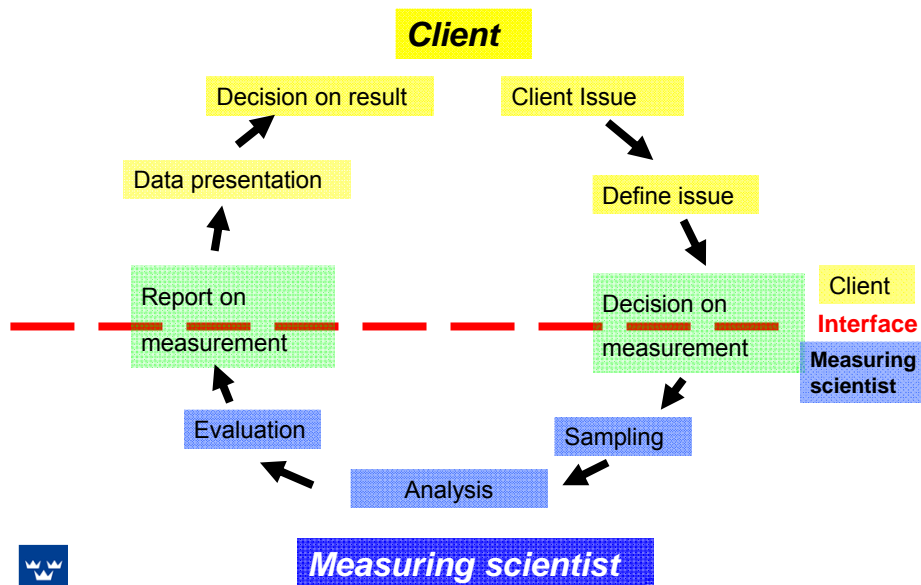 Client
Decision on result
Client Issue
Data presentation
Define issue
Report on
measurement
Decision on
measurement
Client
Interface
Measuring
scientist
Evaluation
Sampling
Analysis
Measuring scientist